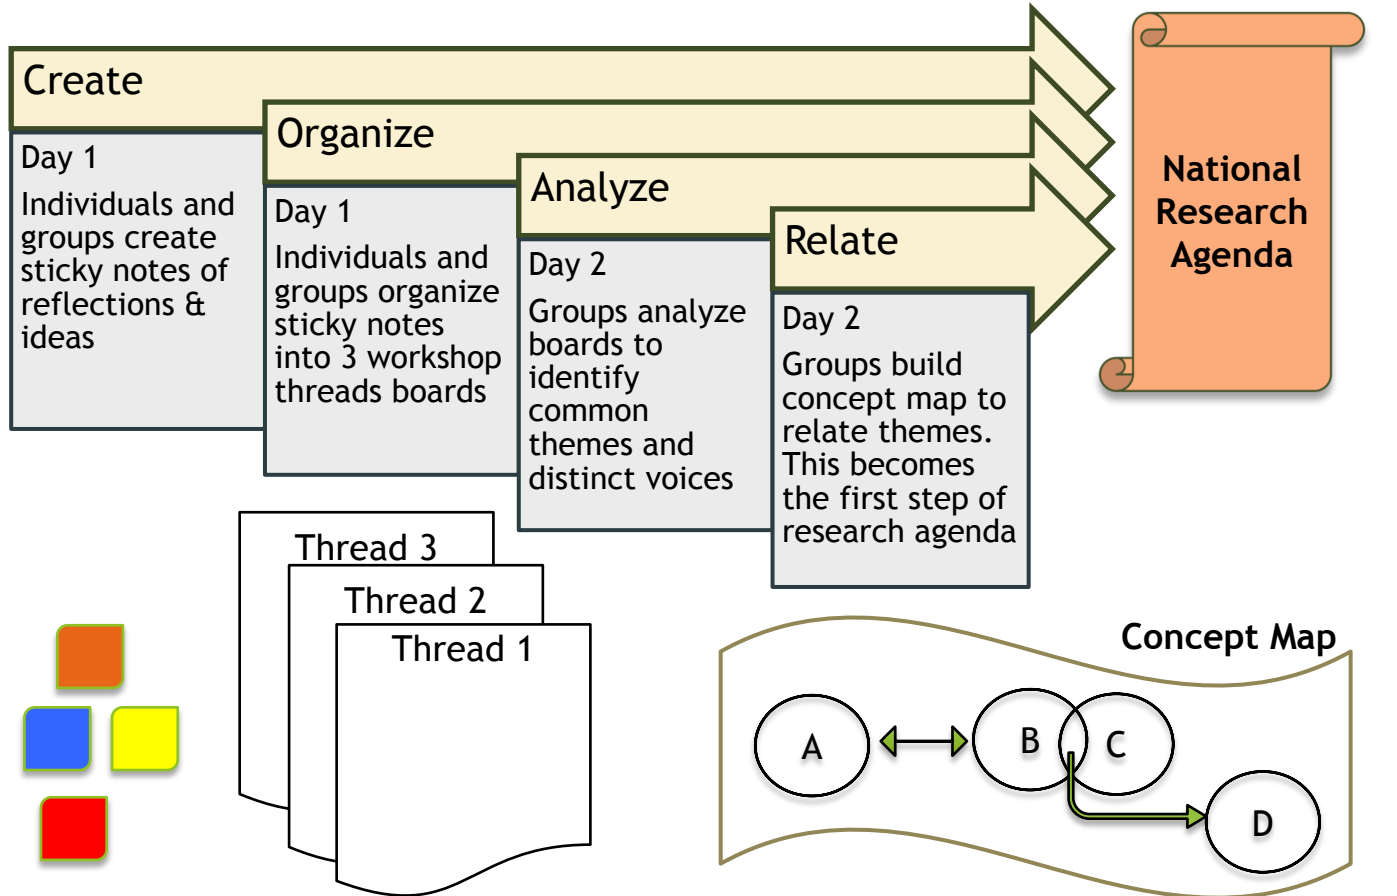 Create
Day 1
Individuals and
groups create
sticky notes of
reflections &
ideas
Organize
Day 1
Individuals and
groups organize
sticky notes
into 3 workshop
threads boards
Analyze
Day 2
Groups analyze
boards to
identify
common
themes and
distinct voices
Relate
Day 2
Groups build
concept map to
relate themes.
This becomes
the first step of
research agenda
National
Research
Agenda
Thread 3
Thread 2
Thread 1
Concept Map
A
B
C
D